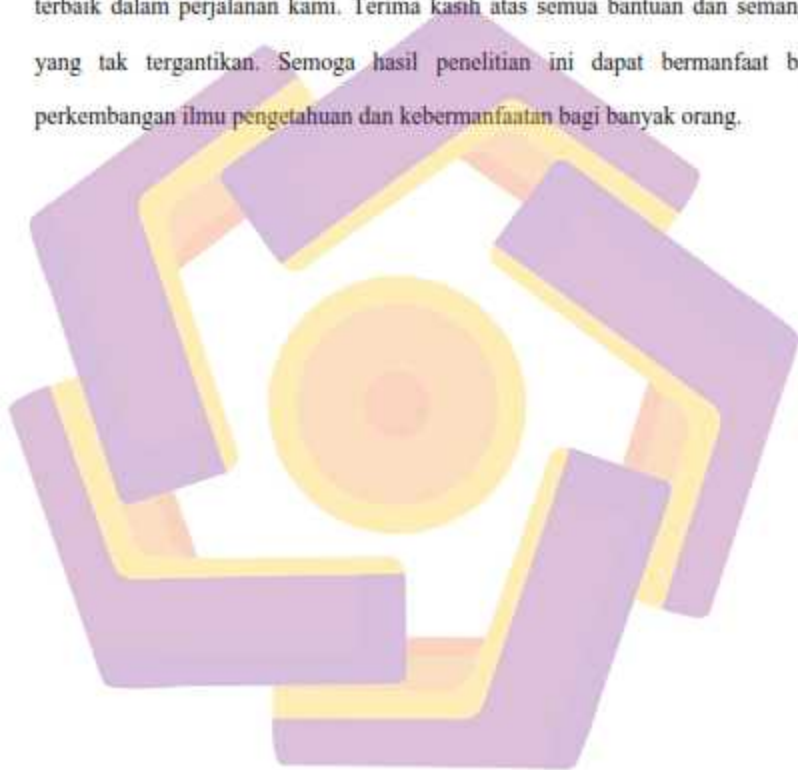 terbaik dalam perjalanan kami. Terima kasih atas semua bantuan dan seman
yang tak tergantikan. Semoga hasil penelitian ini dapat bermanfaat b
perkembangan ilmu pengetahuan dan kebermanfaatan bagi banyak orang.